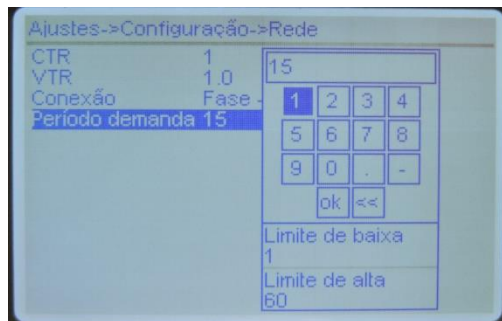 Ajustes->Configuração->Rede
CTR 1
VTR 1.0
Conexão Fase -
Período demanda 15
15
1 2 3 4
5 6 7 8
9 0 . -
ok <<
Limite de baixa
1
Limite de alta
60